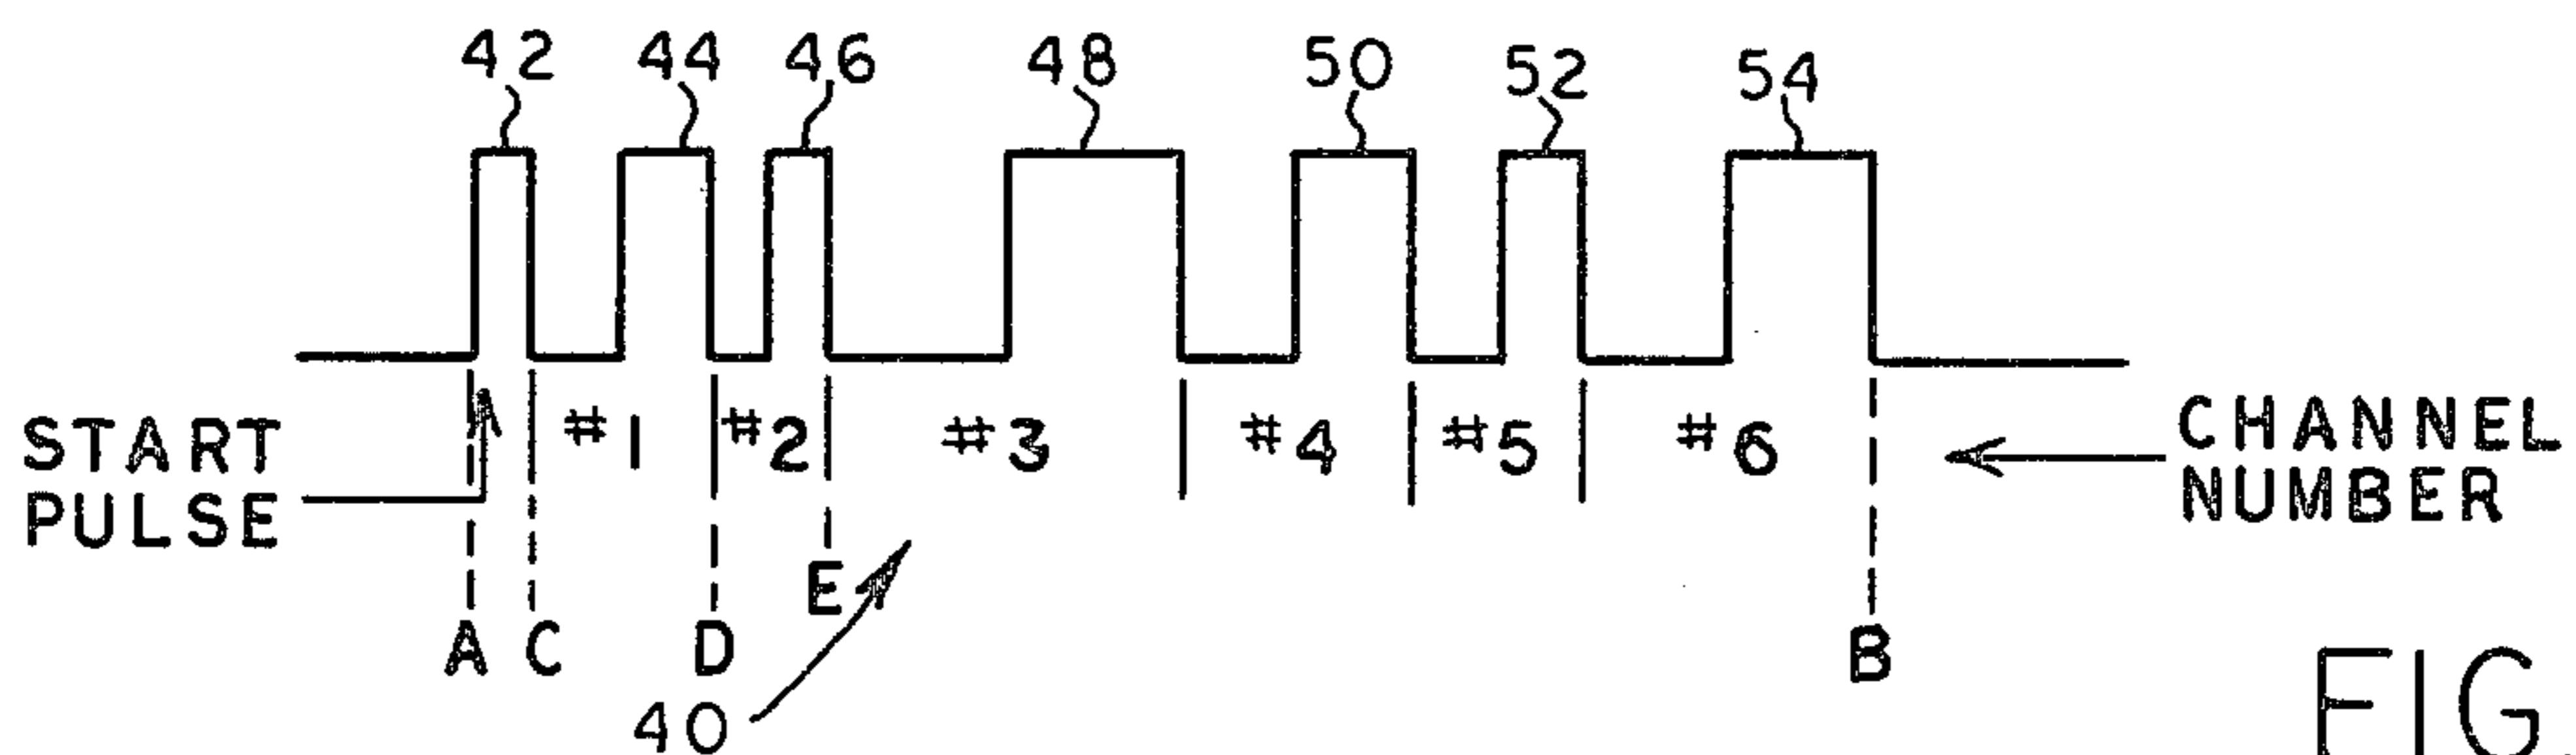 42 44 46 48 50 52 54
START PULSE
#1 #2 #3 #4 #5 #6
CHANNEL NUMBER
E
A C D B
40
FIG